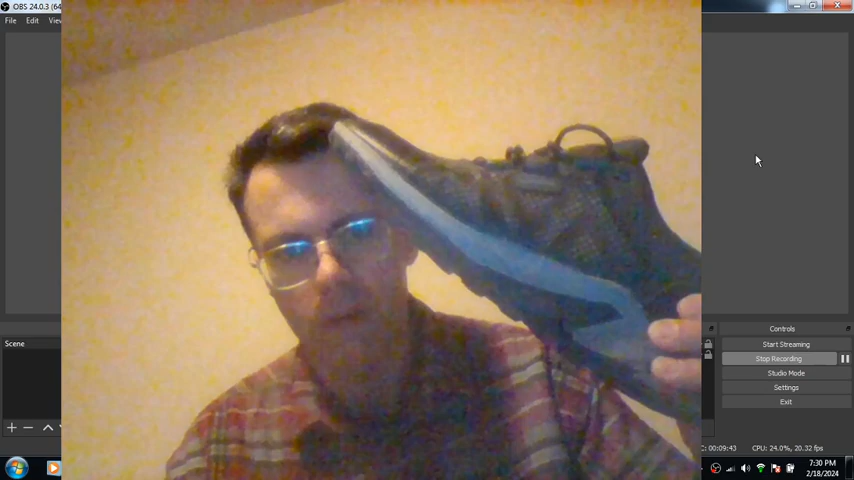 OBS 24.0.3 (64
File Edit View
Scene
Controls
Start Streaming
Stop Recording
Studio Mode
Settings
Exit
C: 00:09:43 CPU: 24.0%, 20.32 fps
7:30 PM
2/18/2024